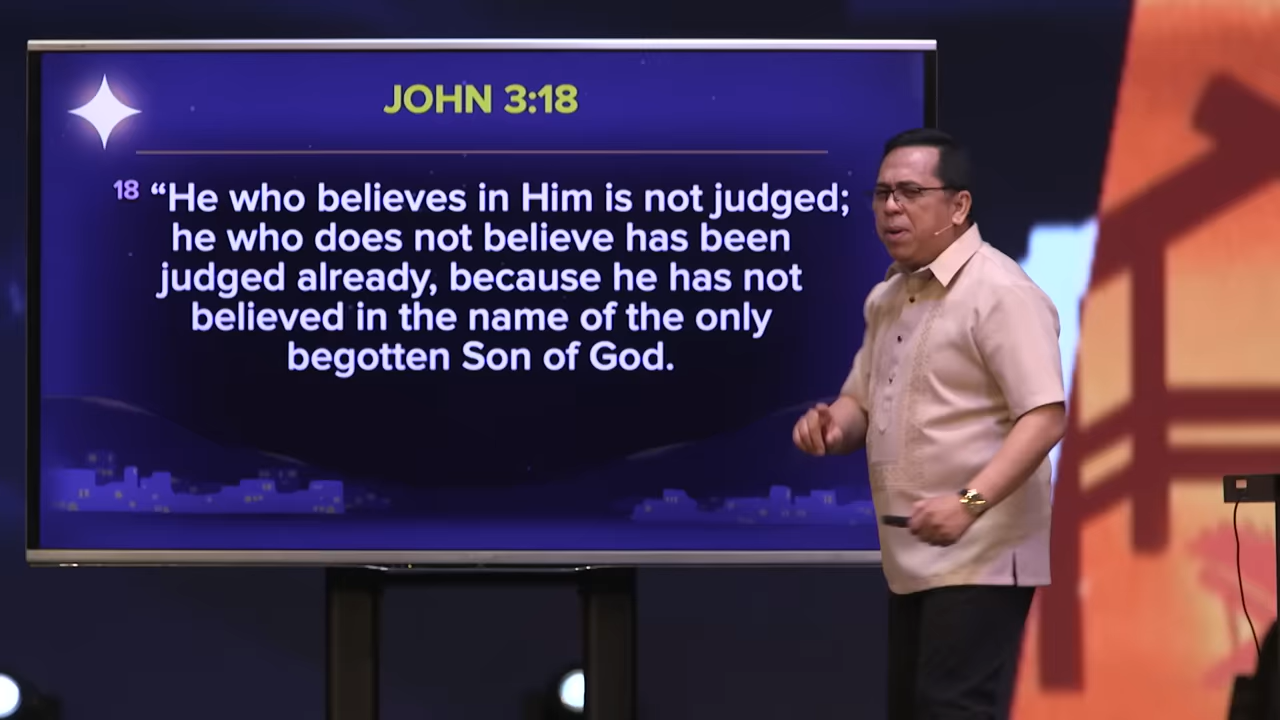 JOHN 3:18
18 “He who believes in Him is not judged;
he who does not believe has been
judged already, because he has not
believed in the name of the only
begotten Son of God.